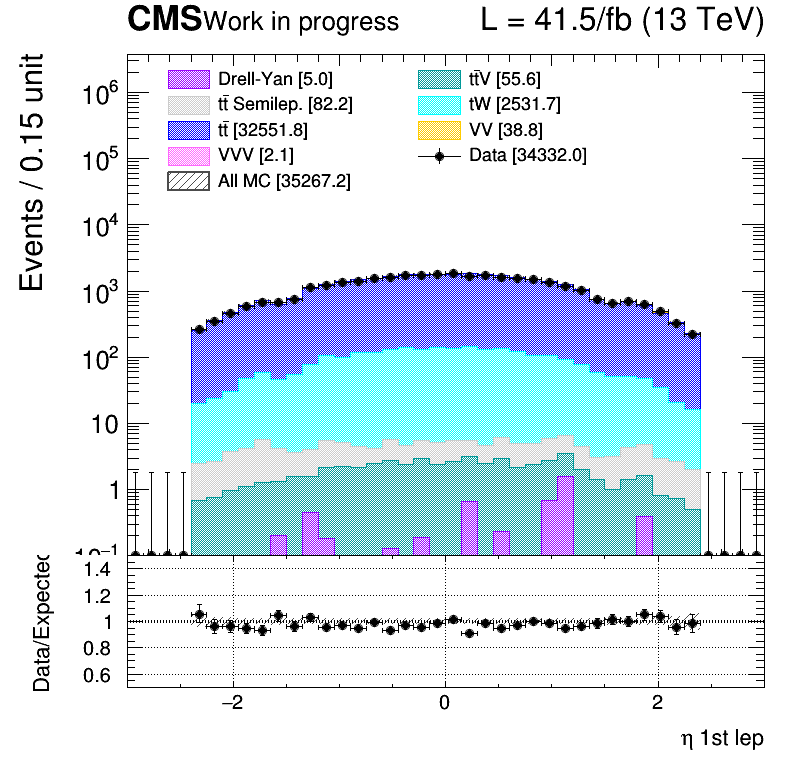 CMS Work in progress L = 41.5/fb (13 TeV)
Events / 0.15 unit
Drell-Yan [5.0]
tt̄ Semilep. [82.2]
tt̄ [32551.8]
VVV [2.1]
All MC [35267.2]
tt̄V [55.6]
tW [2531.7]
VV [38.8]
Data [34332.0]
10⁶
10⁵
10⁴
10³
10²
10
1
10⁻¹
Data/Expected
1.4
1.2
1
0.8
0.6
−2 0 2
η 1st lep